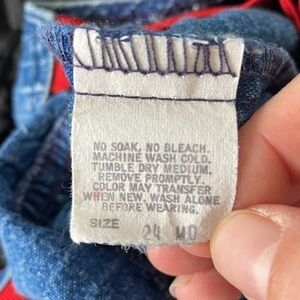 NO SOAK, NO BLEACH.
MACHINE WASH COLD.
TUMBLE DRY MEDIUM.
REMOVE PROMPTLY
COLOR MAY TRANSFER
WHEN NEW. WASH ALONE
BEFORE WEARING.
SIZE 24 MO